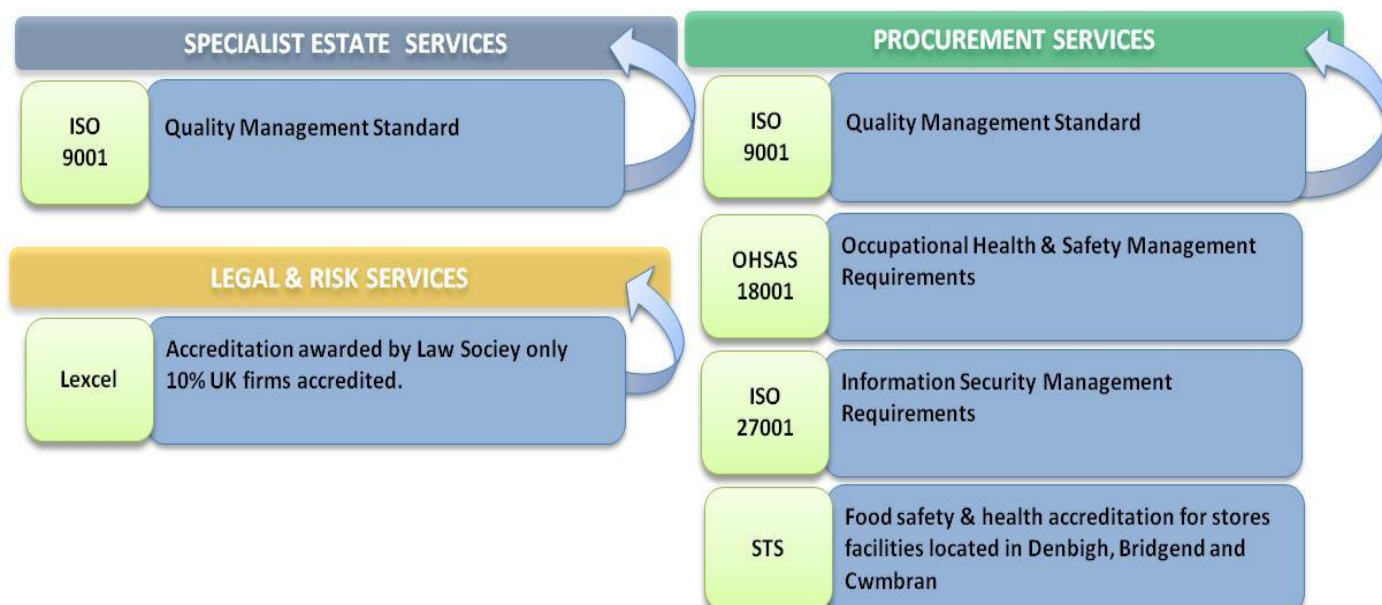 SPECIALIST ESTATE SERVICES
ISO
9001
Quality Management Standard
LEGAL & RISK SERVICES
Lexcel
Accreditation awarded by Law Sociey only
10% UK firms accredited.
PROCUREMENT SERVICES
ISO
9001
Quality Management Standard
OHSAS
18001
Occupational Health & Safety Management
Requirements
ISO
27001
Information Security Management
Requirements
STS
Food safety & health accreditation for stores
facilities located in Denbigh, Bridgend and
Cwmbran